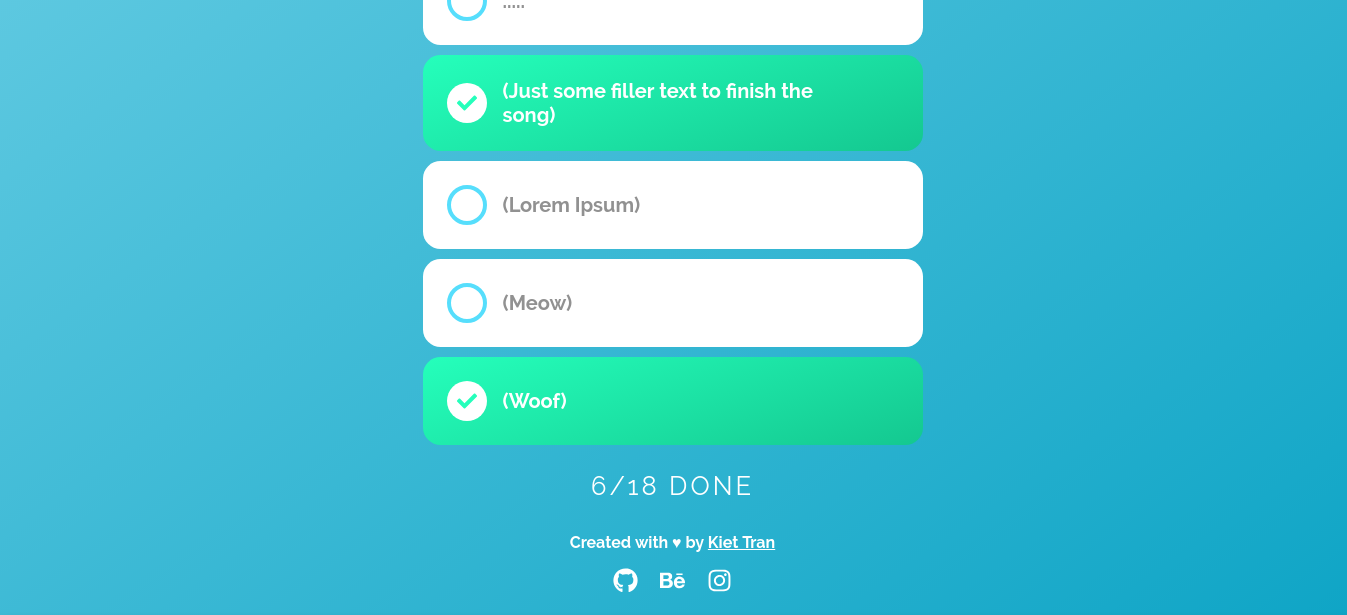 .....
(Just some filler text to finish the
song)
(Lorem Ipsum)
(Meow)
(Woof)
6/18 DONE
Created with ♥ by Kiet Tran
Bē